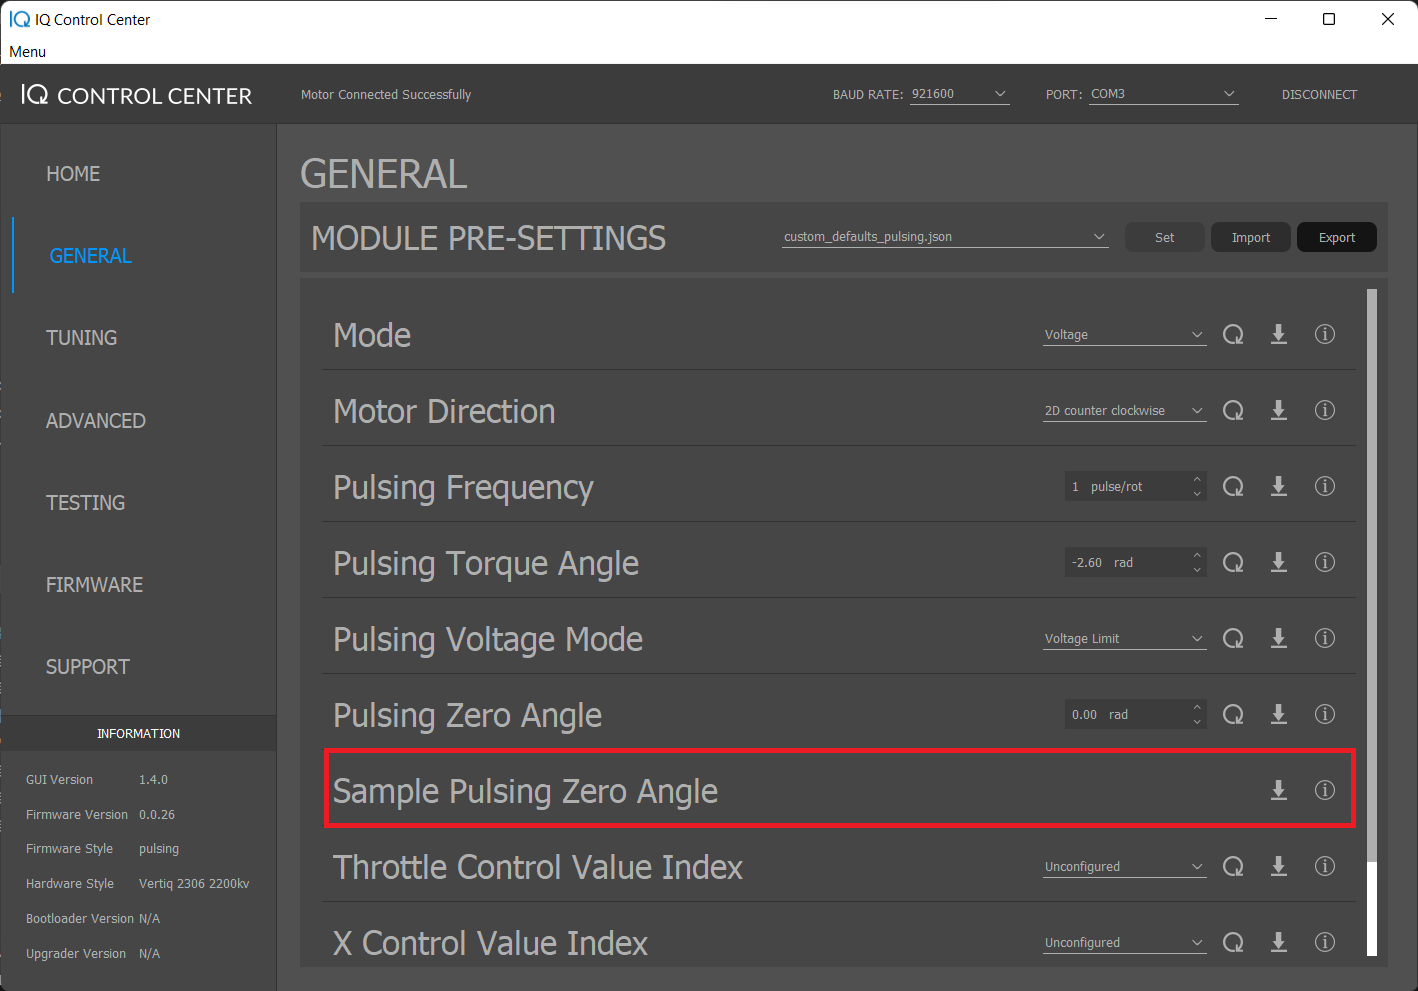 IQ Control Center
Menu
IQ CONTROL CENTER
Motor Connected Successfully
BAUD RATE: 921600
PORT: COM3
DISCONNECT
HOME
GENERAL
TUNING
ADVANCED
TESTING
FIRMWARE
SUPPORT
INFORMATION
GUI Version 1.4.0
Firmware Version 0.0.26
Firmware Style pulsing
Hardware Style Vertiq 2306 2200kv
Bootloader Version N/A
Upgrader Version N/A
GENERAL
MODULE PRE-SETTINGS custom_defaults_pulsing.json Set Import Export
Mode Voltage
Motor Direction 2D counter clockwise
Pulsing Frequency 1 pulse/rot
Pulsing Torque Angle -2.60 rad
Pulsing Voltage Mode Voltage Limit
Pulsing Zero Angle 0.00 rad
Sample Pulsing Zero Angle
Throttle Control Value Index Unconfigured
X Control Value Index Unconfigured